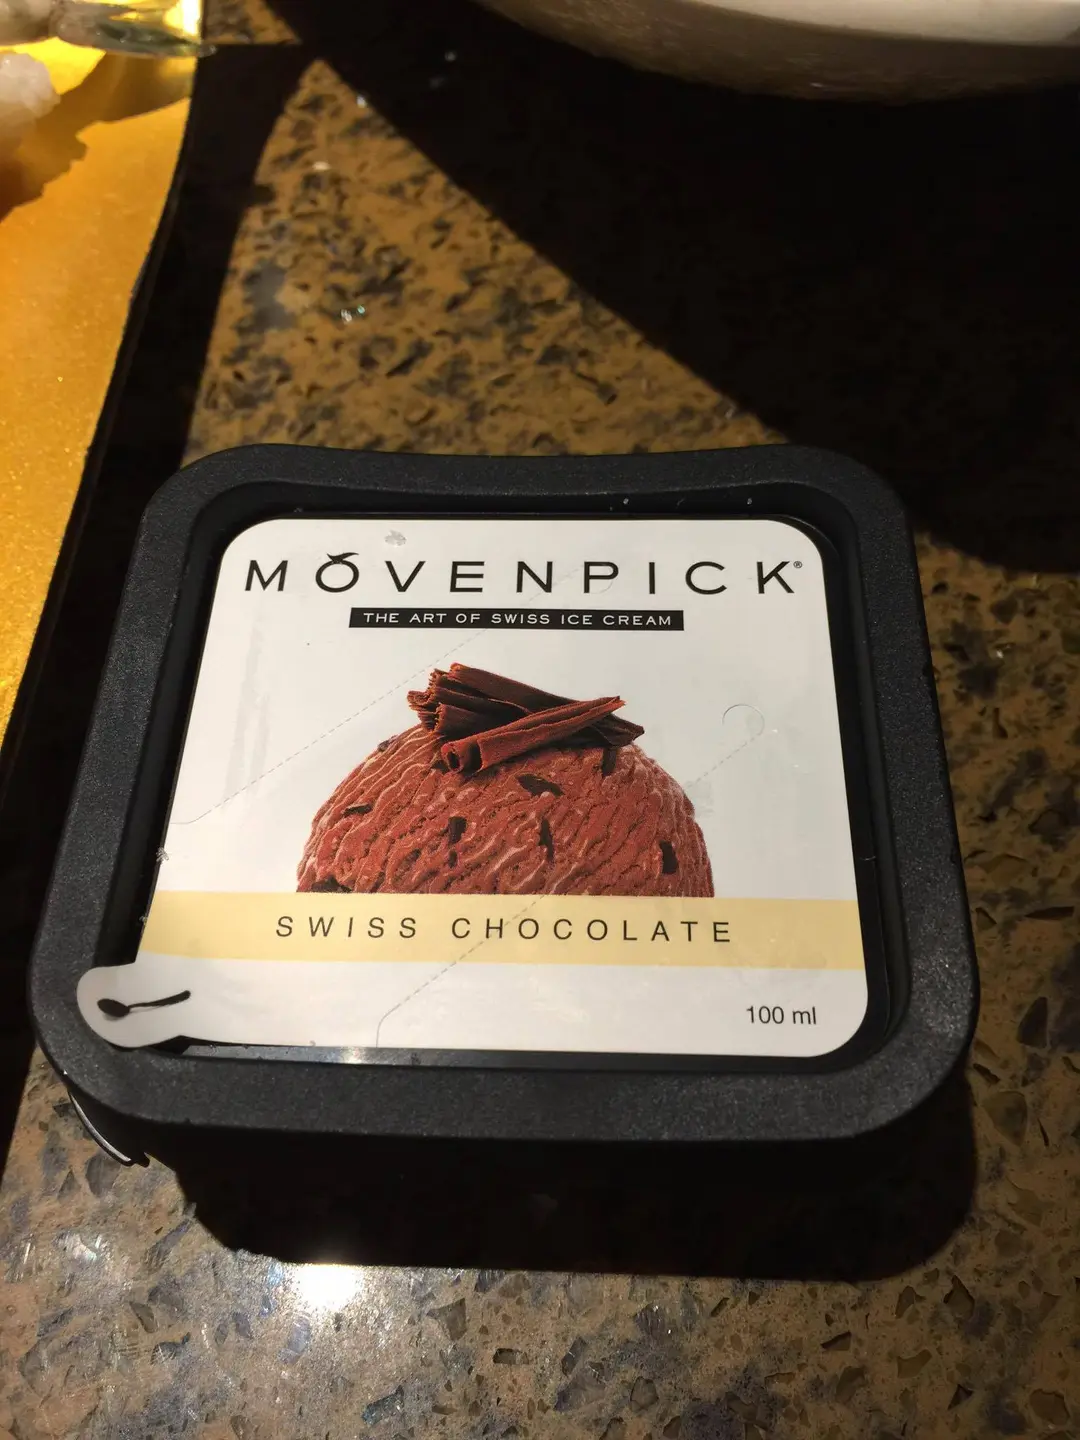 MÖVENPICK®
THE ART OF SWISS ICE CREAM
SWISS CHOCOLATE
100 ml